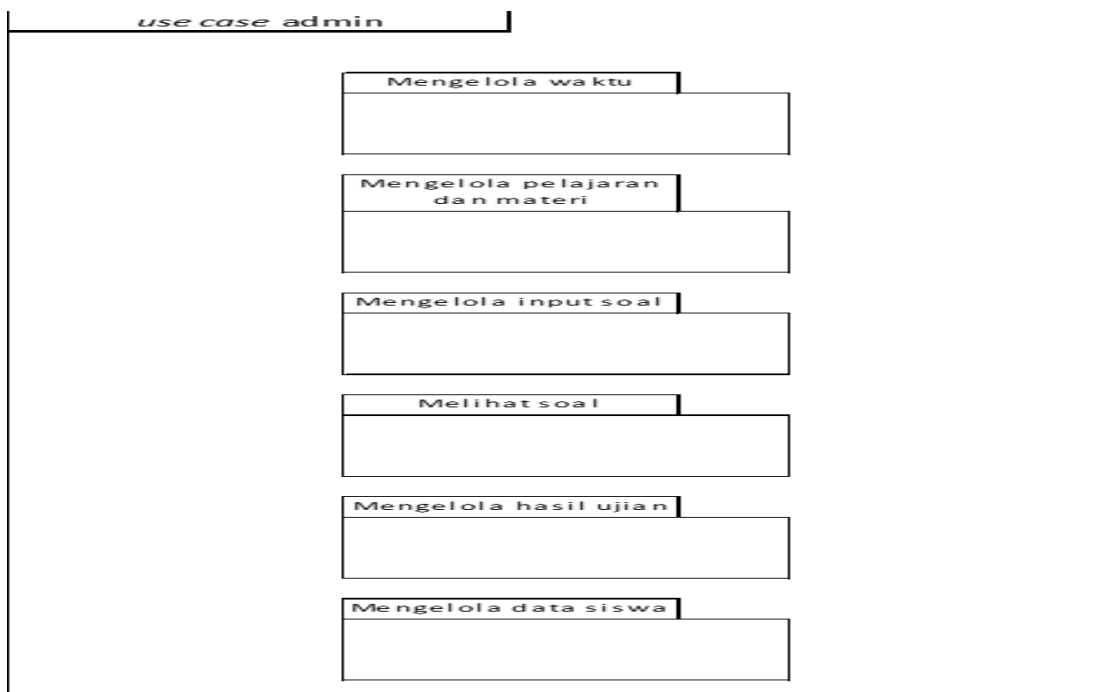 use case admin
Mengelola waktu
Mengelola pelajaran
dan materi
Mengelola input soal
Melihat soal
Mengelola hasil ujian
Mengelola data siswa